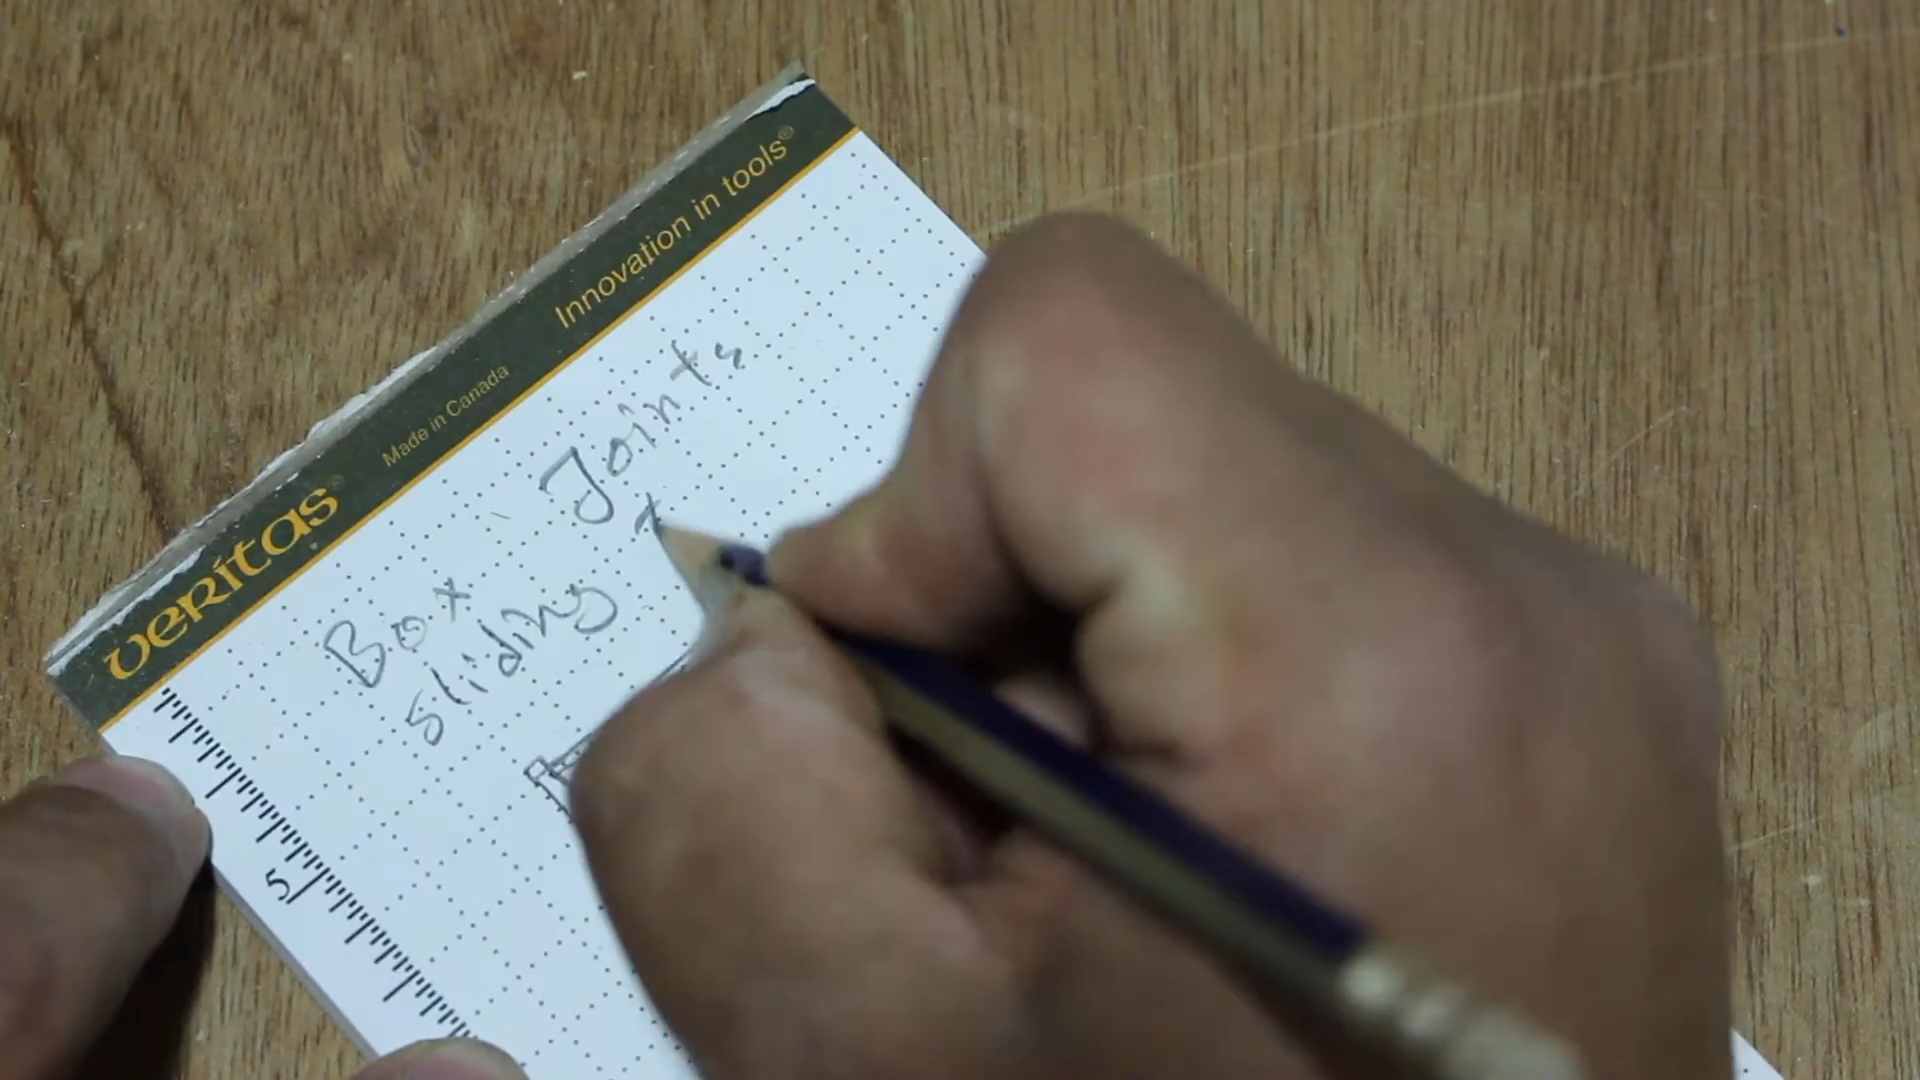 veritas® Made in Canada Innovation in tools®
Box Joints
sliding
5